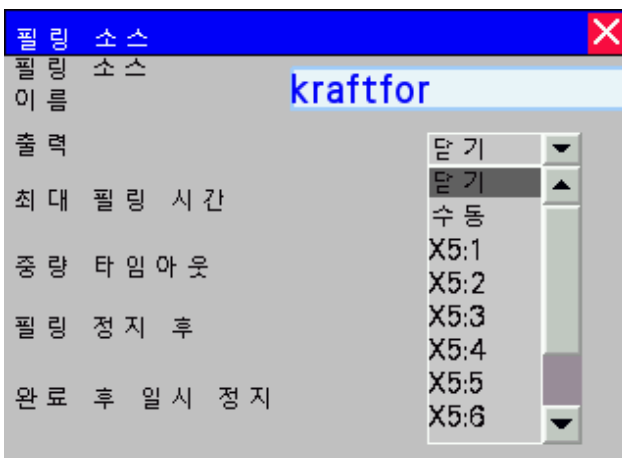 필링 소스
필링 소스
이름
kraftfor
출력
닫기
닫기
최대 필링 시간
수동
X5:1
중량 타임아웃
X5:2
필링 정지 후
X5:3
X5:4
완료 후 일시 정지
X5:5
X5:6